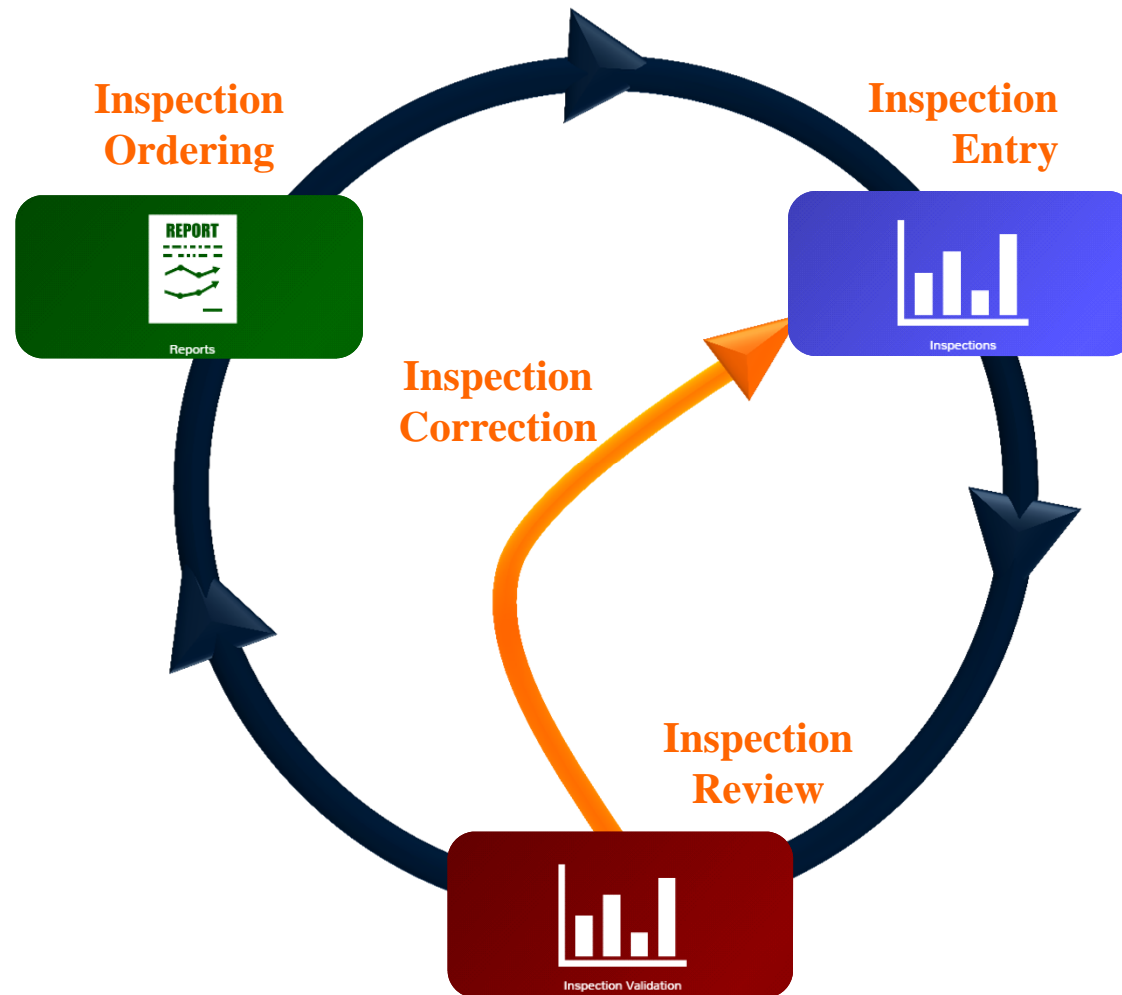 Inspection
Ordering
Inspection
Entry
REPORT
Reports
Inspections
Inspection
Correction
Inspection
Review
Inspection Validation